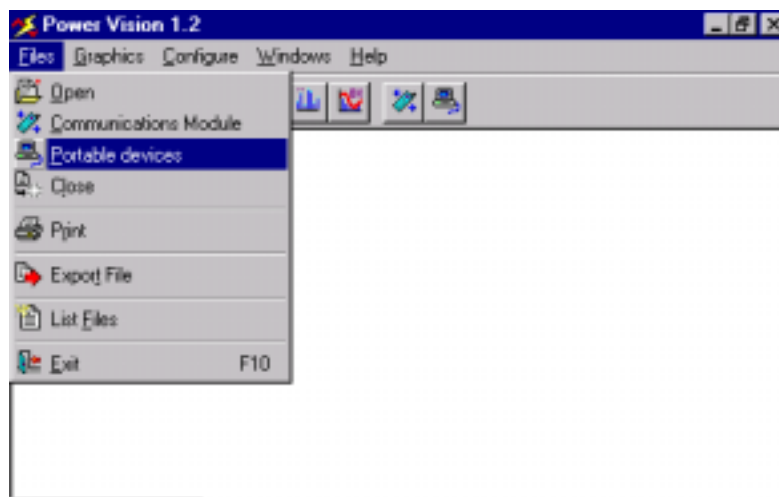 Power Vision 1.2
Files Graphics Configure Windows Help
Open
Communications Module
Portable devices
Close
Print
Export File
List Files
Exit F10